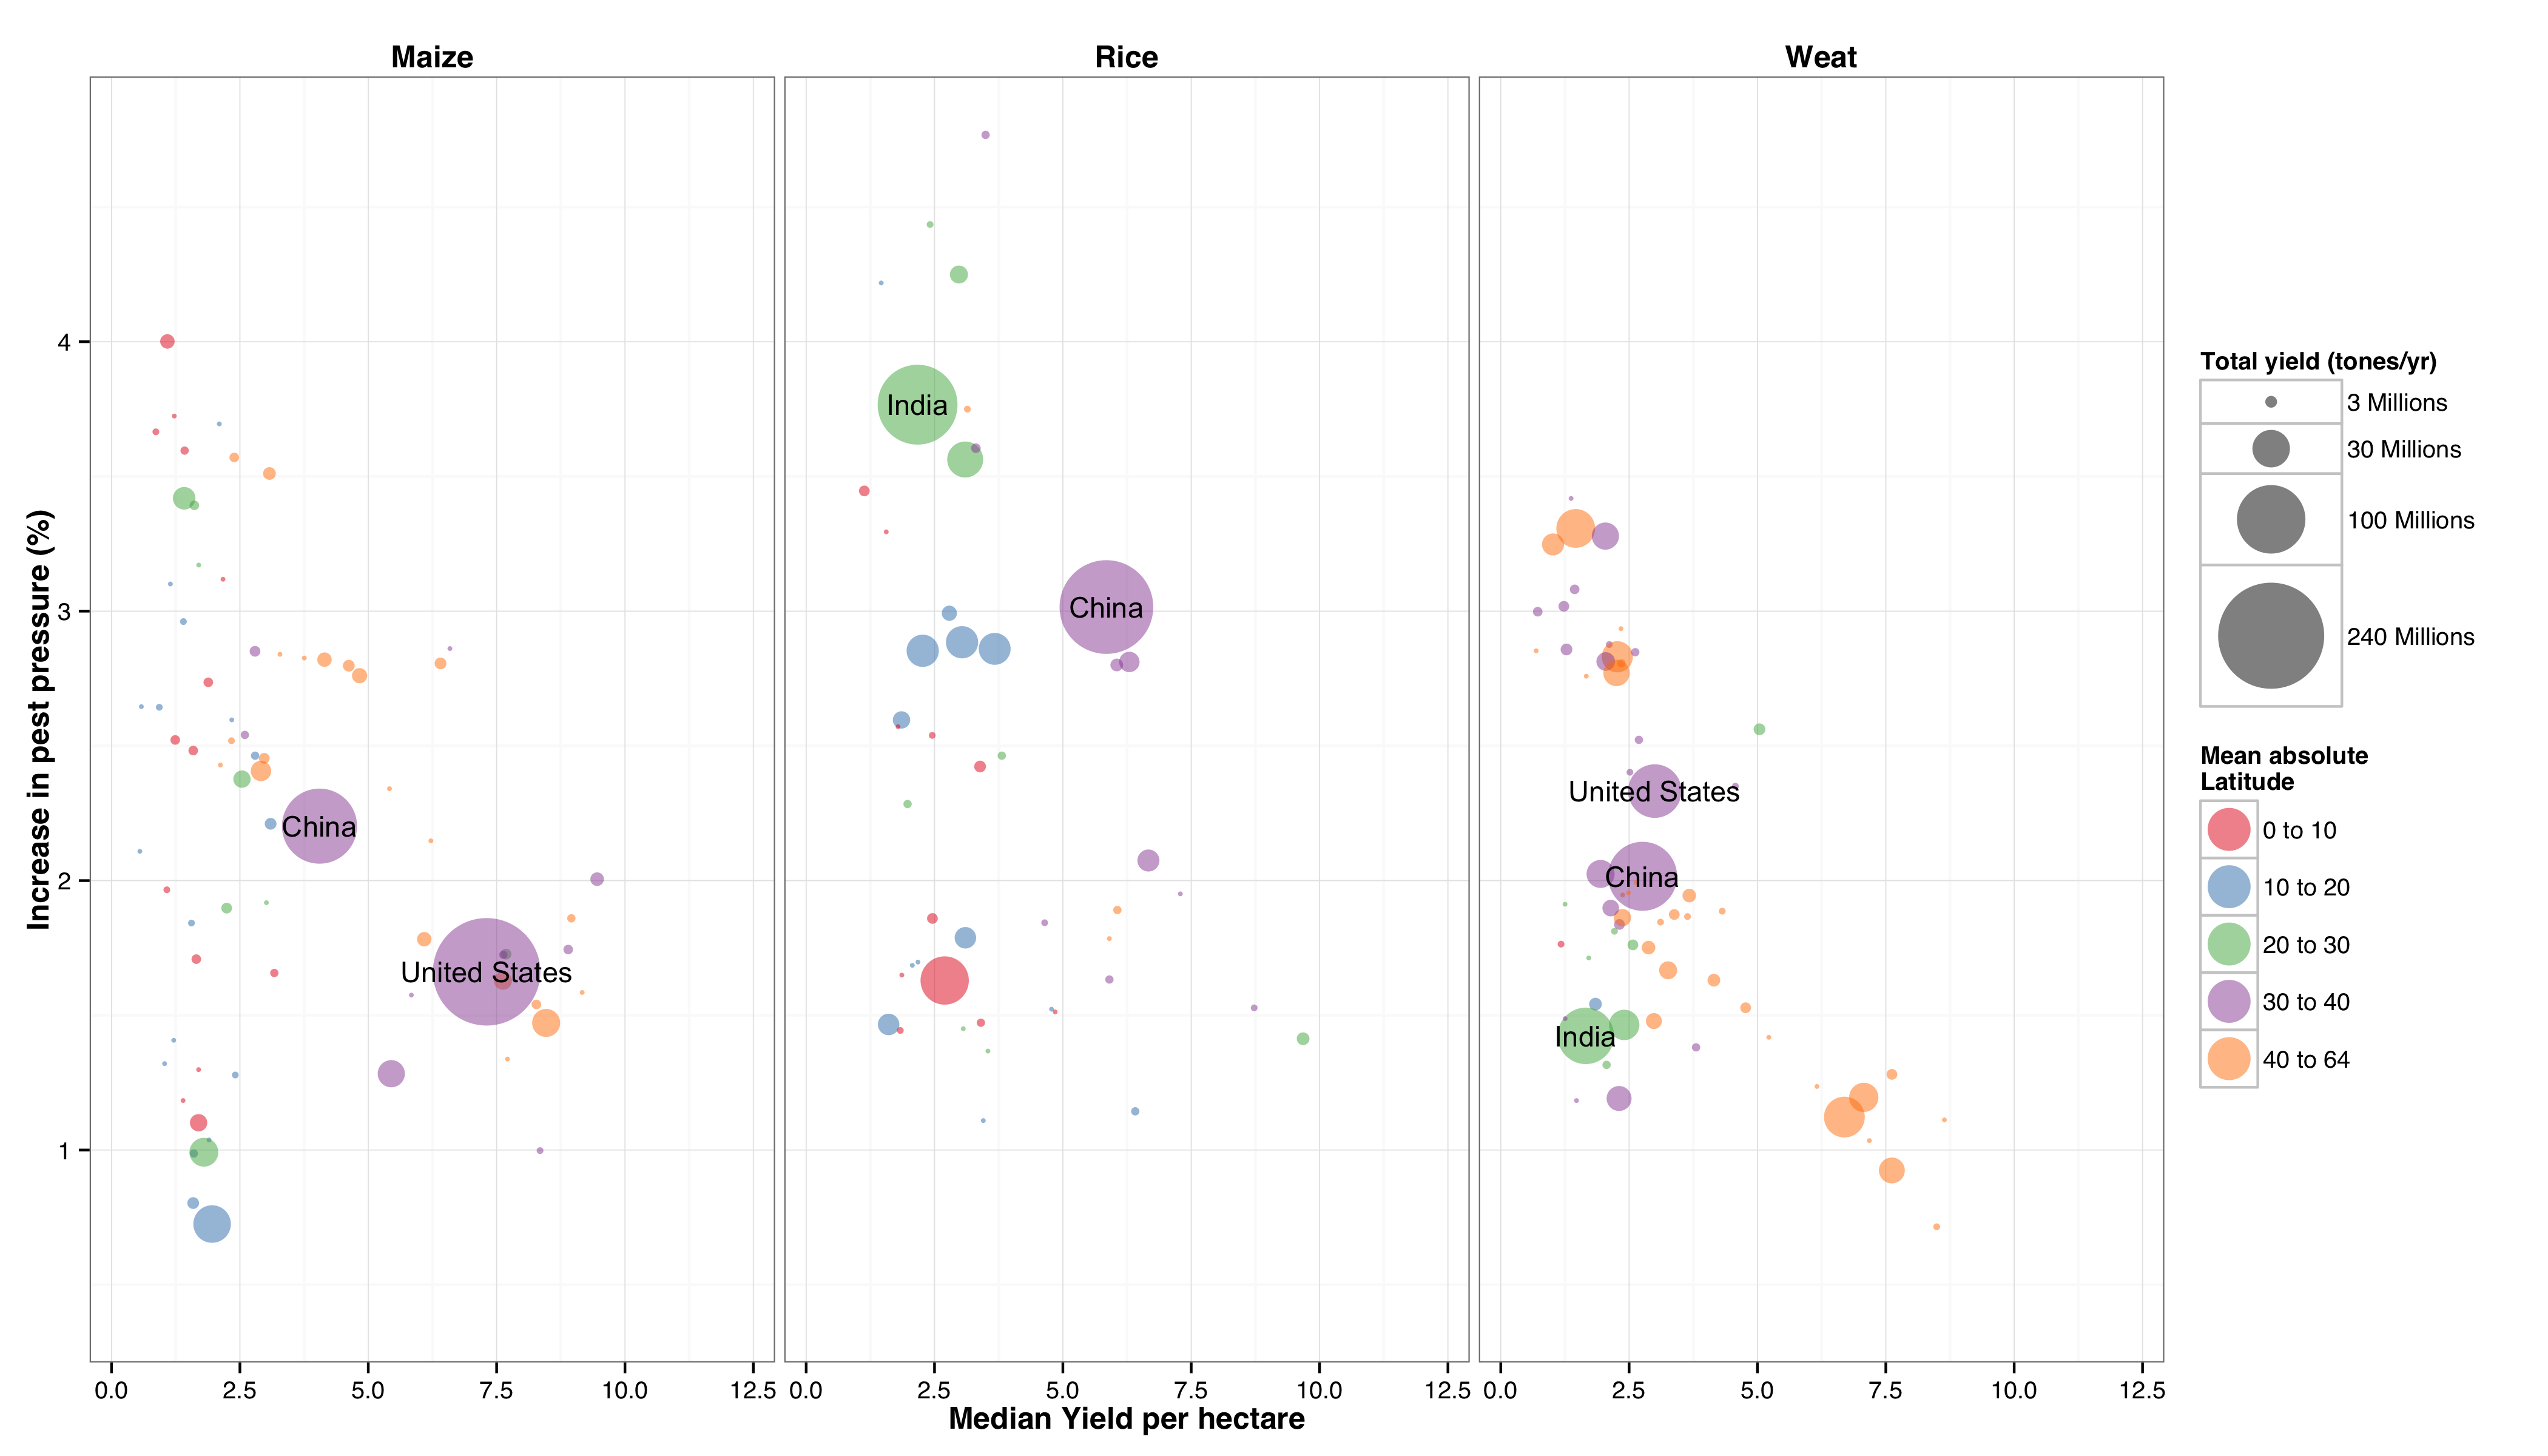 Maize
Rice
Weat
Increase in pest pressure (%)
4
3
2
1
China
United States
India
China
United States
China
India
0.0 2.5 5.0 7.5 10.0 12.5
0.0 2.5 5.0 7.5 10.0 12.5
0.0 2.5 5.0 7.5 10.0 12.5
Median Yield per hectare
Total yield (tones/yr)
3 Millions
30 Millions
100 Millions
240 Millions
Mean absolute
Latitude
0 to 10
10 to 20
20 to 30
30 to 40
40 to 64